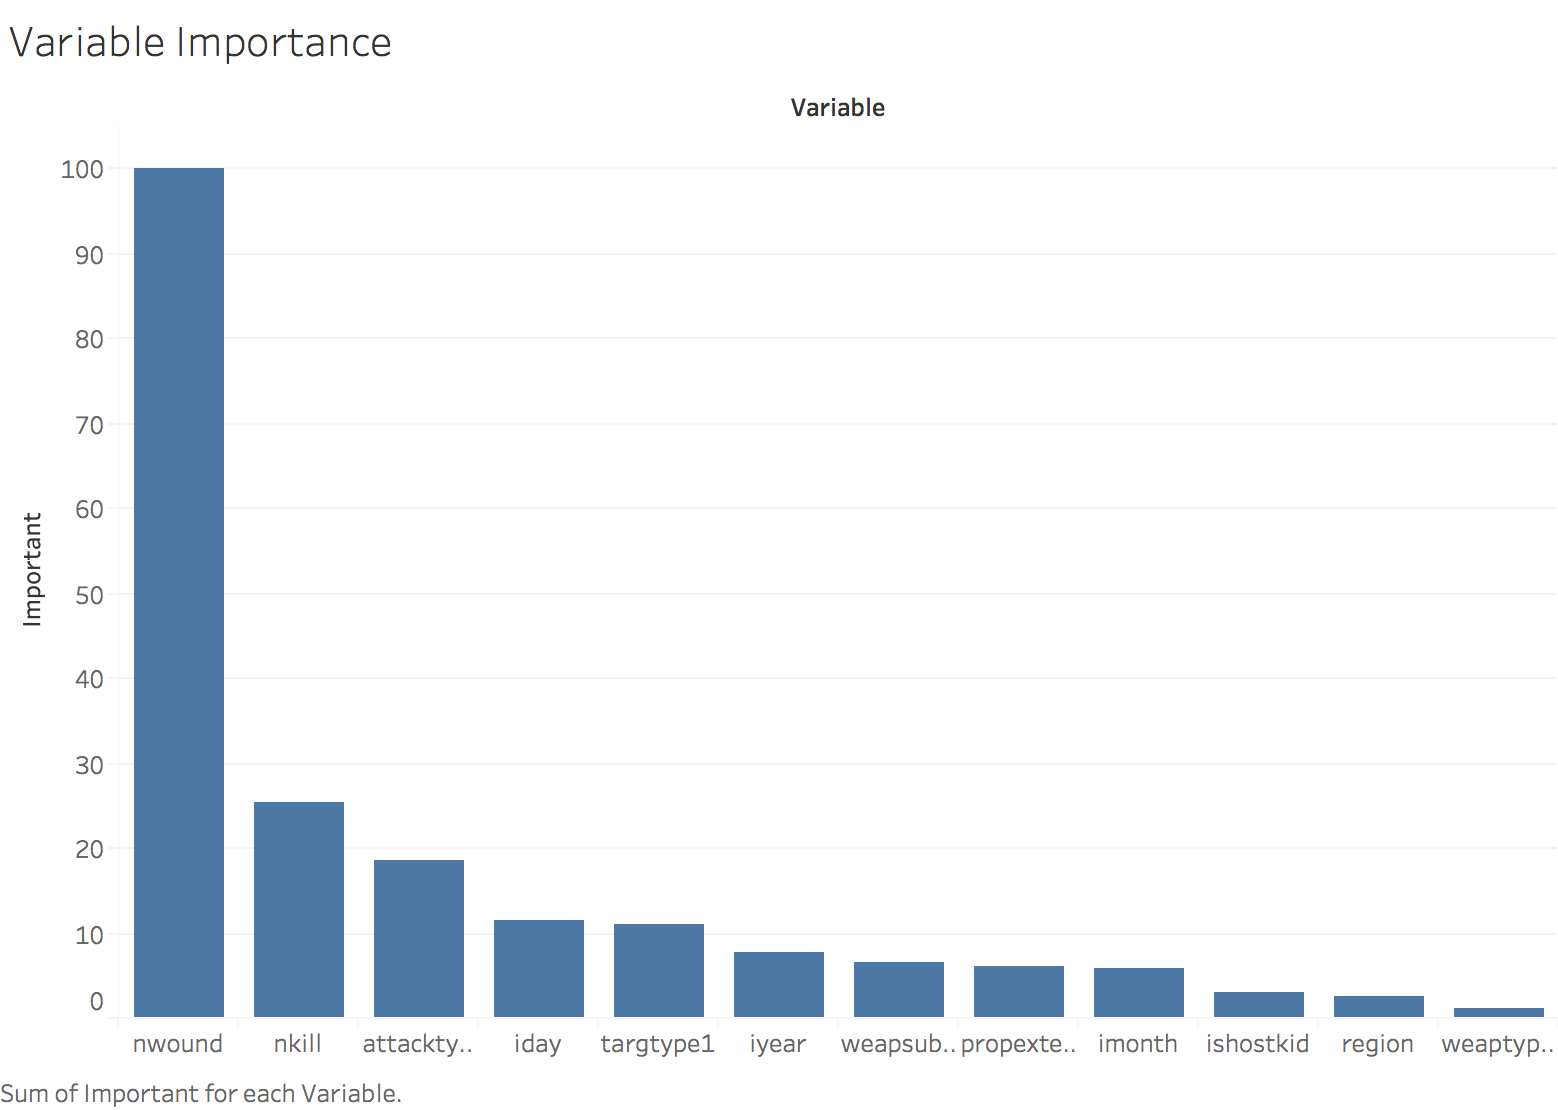 Variable Importance
Variable
100
90
80
70
60
50
40
30
20
10
0
Important
nwound nkill attackty.. iday targtype1 iyear weapsub.. propexte.. imonth ishostkid region weaptyp..
Sum of Important for each Variable.